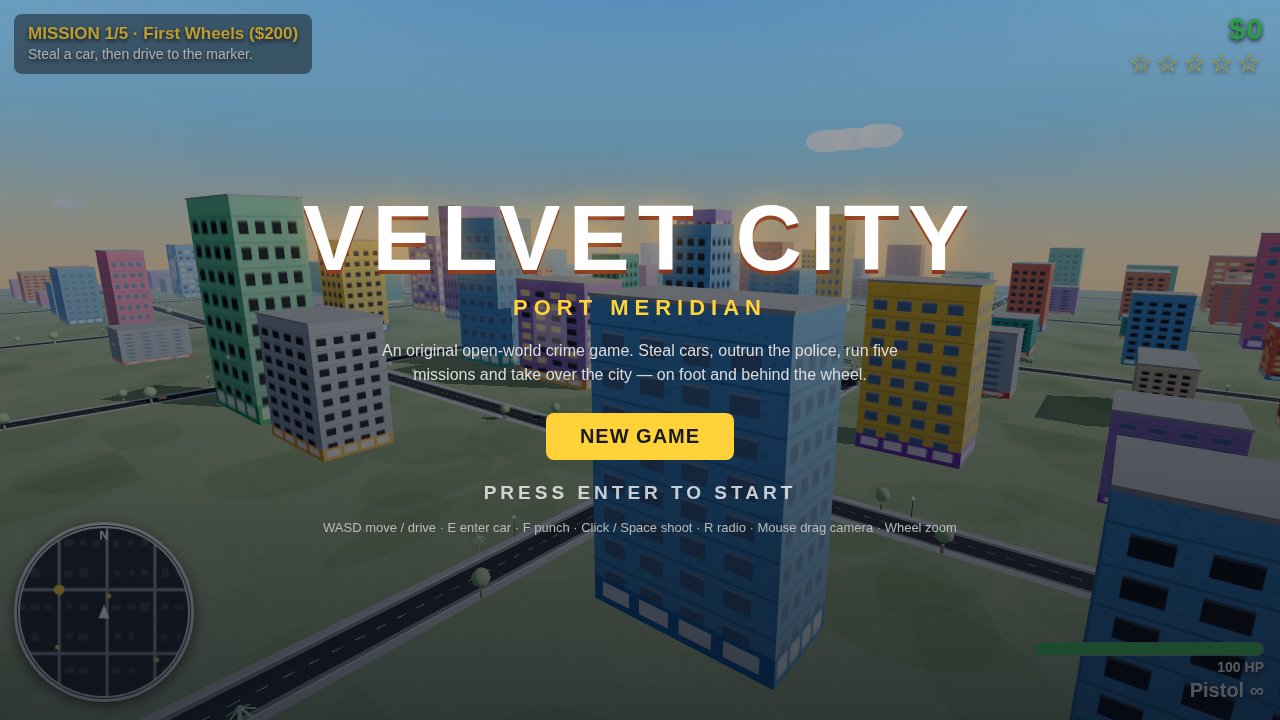 MISSION 1/5 · First Wheels ($200)
Steal a car, then drive to the marker.
$0
☆☆☆☆☆
VELVET CITY
PORT MERIDIAN
An original open-world crime game. Steal cars, outrun the police, run five
missions and take over the city — on foot and behind the wheel.
NEW GAME
PRESS ENTER TO START
WASD move / drive · E enter car · F punch · Click / Space shoot · R radio · Mouse drag camera · Wheel zoom
N
100 HP
Pistol ∞